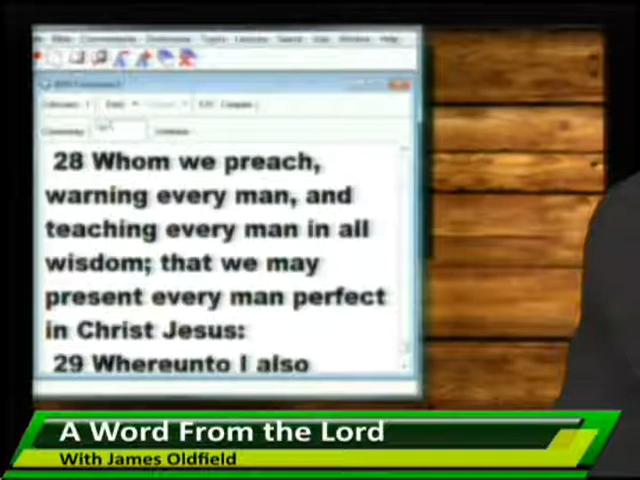 28 Whom we preach,
warning every man, and
teaching every man in all
wisdom; that we may
present every man perfect
in Christ Jesus:
29 Whereunto I also
A Word From the Lord
With James Oldfield